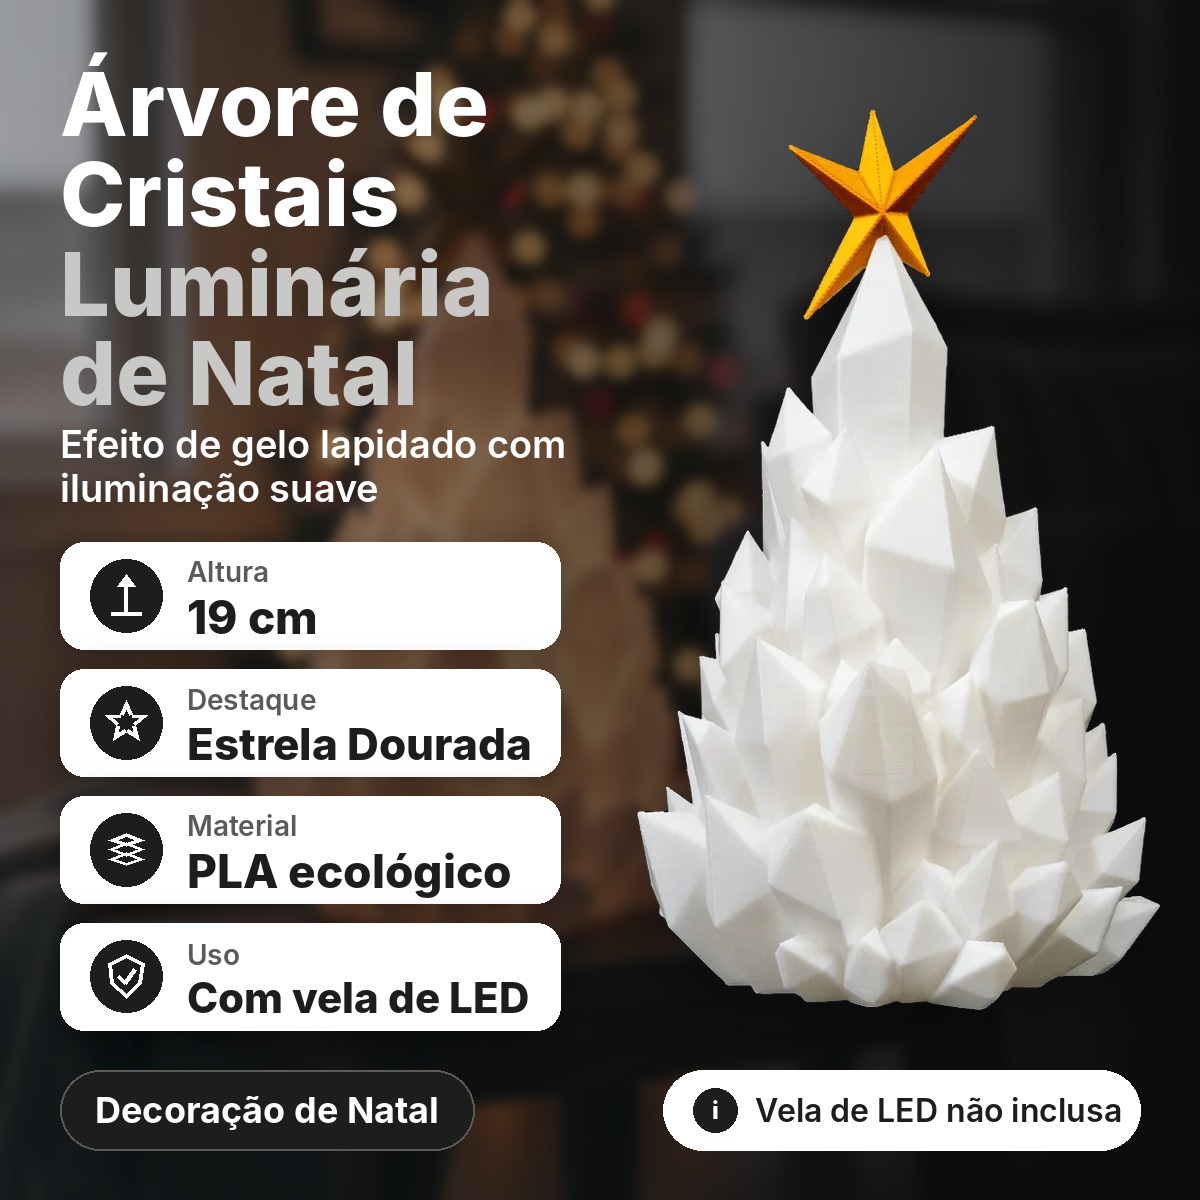 Árvore de
Cristais
Luminária
de Natal
Efeito de gelo lapidado com
iluminação suave
Altura
19 cm
Destaque
Estrela Dourada
Material
PLA ecológico
Uso
Com vela de LED
Decoração de Natal
i Vela de LED não inclusa